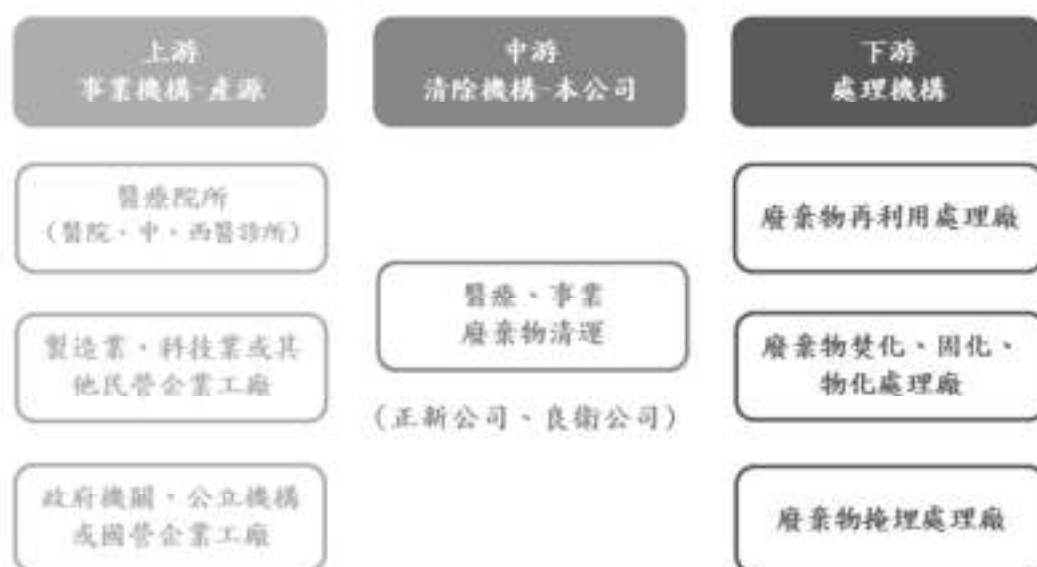 上游
事業機構-產源
醫療院所
(醫院、中、西醫診所)
製造業、科技業或其
他民營企業工廠
政府機關、公立機構
或國營企業工廠
中游
清除機構-本公司
醫療、事業
廢棄物清運
(正新公司、良衛公司)
下游
處理機構
廢棄物再利用處理廠
廢棄物焚化、固化、
物化處理廠
廢棄物掩埋處理廠